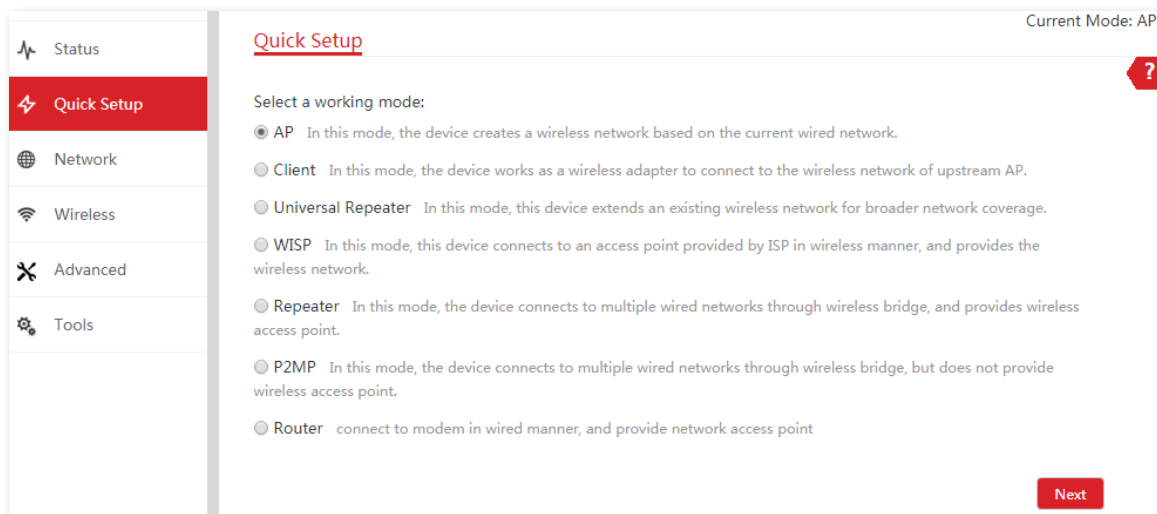 Current Mode: AP
Status
Quick Setup
Network
Wireless
Advanced
Tools
Quick Setup
?
Select a working mode:
AP In this mode, the device creates a wireless network based on the current wired network.
Client In this mode, the device works as a wireless adapter to connect to the wireless network of upstream AP.
Universal Repeater In this mode, this device extends an existing wireless network for broader network coverage.
WISP In this mode, this device connects to an access point provided by ISP in wireless manner, and provides the
wireless network.
Repeater In this mode, the device connects to multiple wired networks through wireless bridge, and provides wireless
access point.
P2MP In this mode, the device connects to multiple wired networks through wireless bridge, but does not provide
wireless access point.
Router connect to modem in wired manner, and provide network access point
Next